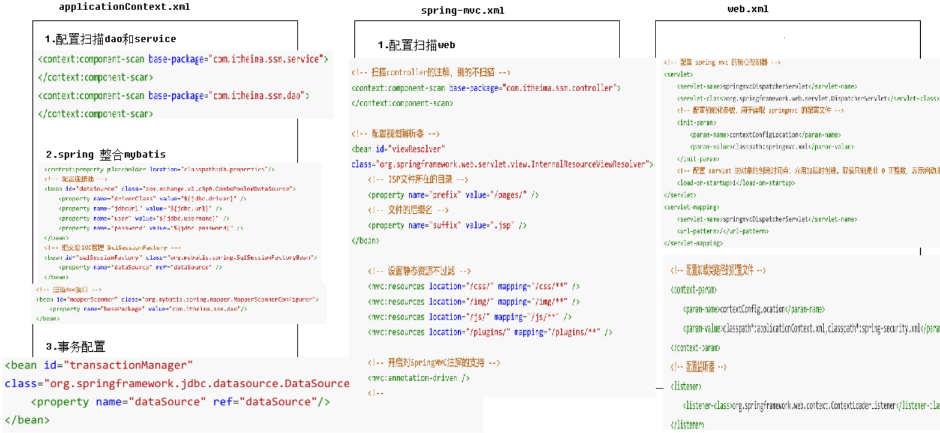 applicationContext.xml
1.配置扫描dao和service
<context:component-scan base-package="com.itheima.ssm.service">
</context:component-scan>
<context:component-scan base-package="com.itheima.ssm.dao">
</context:component-scan>
2.spring 整合mybatis
<context:property-placeholder location="classpath:db.properties"/>
<!-- 配置连接池 -->
<bean id="dataSource" class="com.mchange.v2.c3p0.ComboPooledDataSource">
<property name="driverClass" value="${jdbc.driver}" />
<property name="jdbcUrl" value="${jdbc.url}" />
<property name="user" value="${jdbc.username}" />
<property name="password" value="${jdbc.password}" />
</bean>
<!-- 把交给IOC管理 SqlSessionFactory -->
<bean id="sqlSessionFactory" class="org.mybatis.spring.SqlSessionFactoryBean">
<property name="dataSource" ref="dataSource" />
</bean>
<!-- 扫描dao接口 -->
<bean id="mapperScanner" class="org.mybatis.spring.mapper.MapperScannerConfigurer">
<property name="basePackage" value="com.itheima.ssm.dao"/>
</bean>
3.事务配置
<bean id="transactionManager"
class="org.springframework.jdbc.datasource.DataSource
<property name="dataSource" ref="dataSource"/>
</bean>
spring-mvc.xml
1.配置扫描web
<!-- 扫描controller的注解，别的不扫描 -->
<context:component-scan base-package="com.itheima.ssm.controller">
</context:component-scan>
<!-- 配置视图解析器 -->
<bean id="viewResolver"
class="org.springframework.web.servlet.view.InternalResourceViewResolver">
<!-- JSP文件所在的目录 -->
<property name="prefix" value="/pages/" />
<!-- 文件的后缀名 -->
<property name="suffix" value=".jsp" />
</bean>
<!-- 设置静态资源不过滤 -->
<mvc:resources location="/css/" mapping="/css/**" />
<mvc:resources location="/img/" mapping="/img/**" />
<mvc:resources location="/js/" mapping="/js/**" />
<mvc:resources location="/plugins/" mapping="/plugins/**" />
<!-- 开启对SpringMVC注解的支持 -->
<mvc:annotation-driven />
<!--
web.xml
<!-- 配置 spring mvc 的核心控制器 -->
<servlet>
<servlet-name>springmvcDispatcherServlet</servlet-name>
<servlet-class>org.springframework.web.servlet.DispatcherServlet</servlet-class>
<!-- 配置初始化参数，用于读取 springmvc 的配置文件 -->
<init-param>
<param-name>contextConfigLocation</param-name>
<param-value>classpath:springmvc.xml</param-value>
</init-param>
<!-- 配置 servlet 的对象的创建时间点：应用加载时创建。取值只能是非 0 正整数，表示启动
<load-on-startup>1</load-on-startup>
</servlet>
<servlet-mapping>
<servlet-name>springmvcDispatcherServlet</servlet-name>
<url-pattern>/</url-pattern>
</servlet-mapping>
<!-- 配置加载类路径的配置文件 -->
<context-param>
<param-name>contextConfigLocation</param-name>
<param-value>classpath*:applicationContext.xml,classpath*:spring-security.xml</param-
</context-param>
<!-- 配置监听器 -->
<listener>
<listener-class>org.springframework.web.context.ContextLoaderListener</listener-cla
</listener>